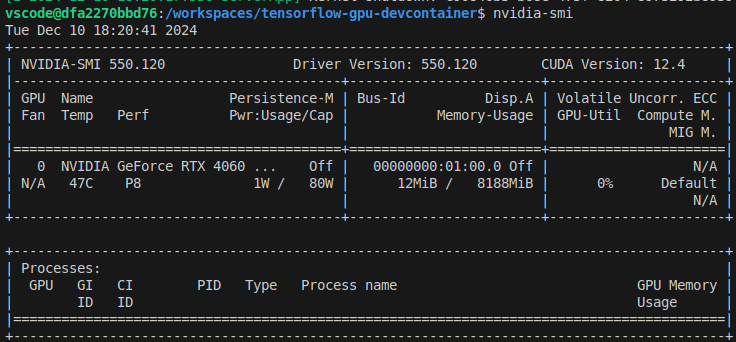 vscode@dfa2270bbd76:/workspaces/tensorflow-gpu-devcontainer$ nvidia-smi
Tue Dec 10 18:20:41 2024
+-----------------------------------------------------------------------------------------+
| NVIDIA-SMI 550.120                Driver Version: 550.120        CUDA Version: 12.4     |
|-----------------------------------------+------------------------+----------------------+
| GPU  Name                 Persistence-M | Bus-Id          Disp.A | Volatile Uncorr. ECC |
| Fan  Temp   Perf          Pwr:Usage/Cap |           Memory-Usage | GPU-Util  Compute M. |
|                                         |                        |               MIG M. |
|=========================================+========================+======================|
|   0  NVIDIA GeForce RTX 4060 ...    Off |   00000000:01:00.0 Off |                  N/A |
| N/A   47C    P8              1W /   80W |      12MiB /   8188MiB |      0%      Default |
|                                         |                        |                  N/A |
+-----------------------------------------+------------------------+----------------------+

+-----------------------------------------------------------------------------------------+
| Processes:                                                                              |
|  GPU   GI   CI        PID   Type   Process name                              GPU Memory |
|        ID   ID                                                               Usage      |
|=========================================================================================|
+-----------------------------------------------------------------------------------------+